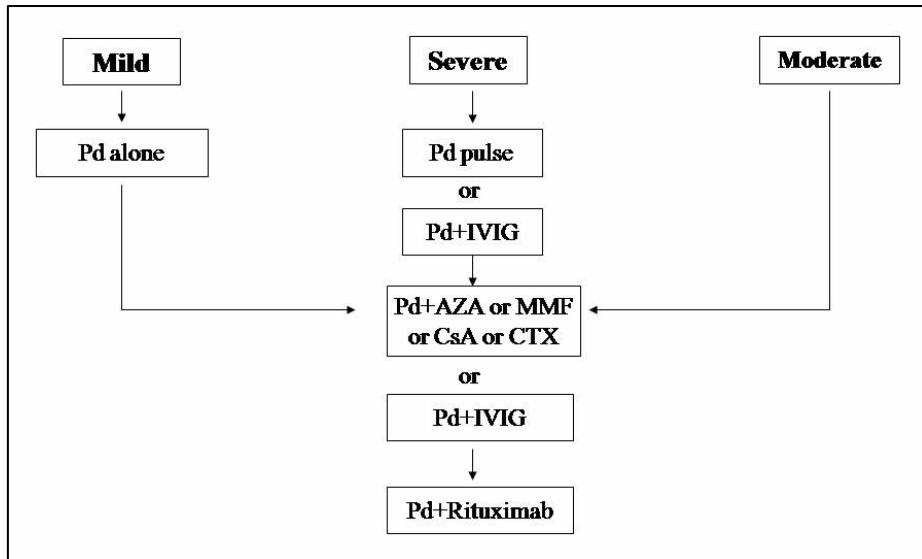 Mild
Severe
Moderate
Pd alone
Pd pulse
or
Pd+IVIG
Pd+AZA or MMF
or CsA or CTX
or
Pd+IVIG
Pd+Rituximab